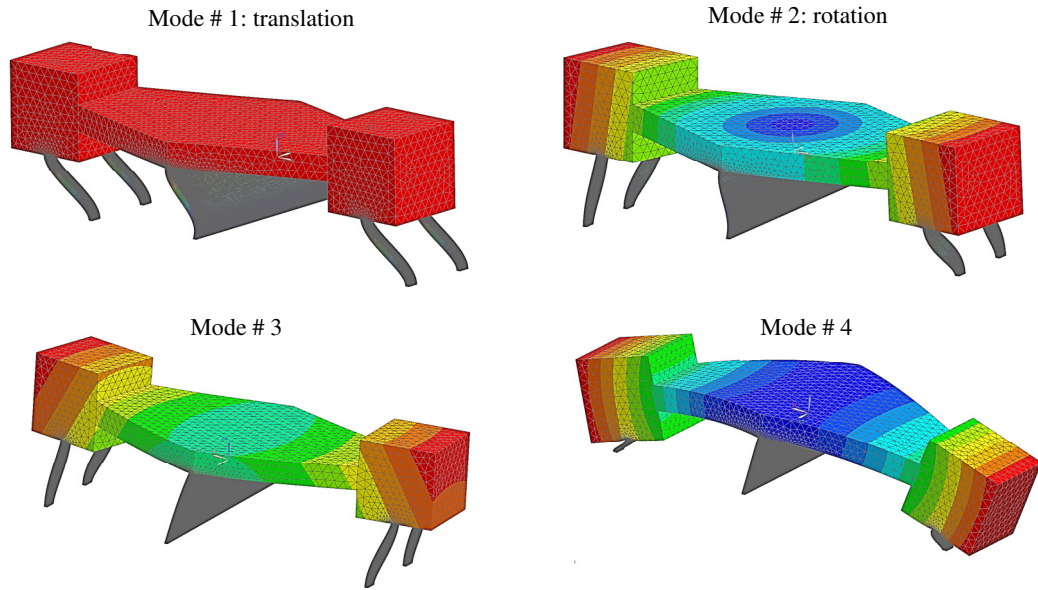 Mode # 1: translation
Mode # 2: rotation
Mode # 3
Mode # 4